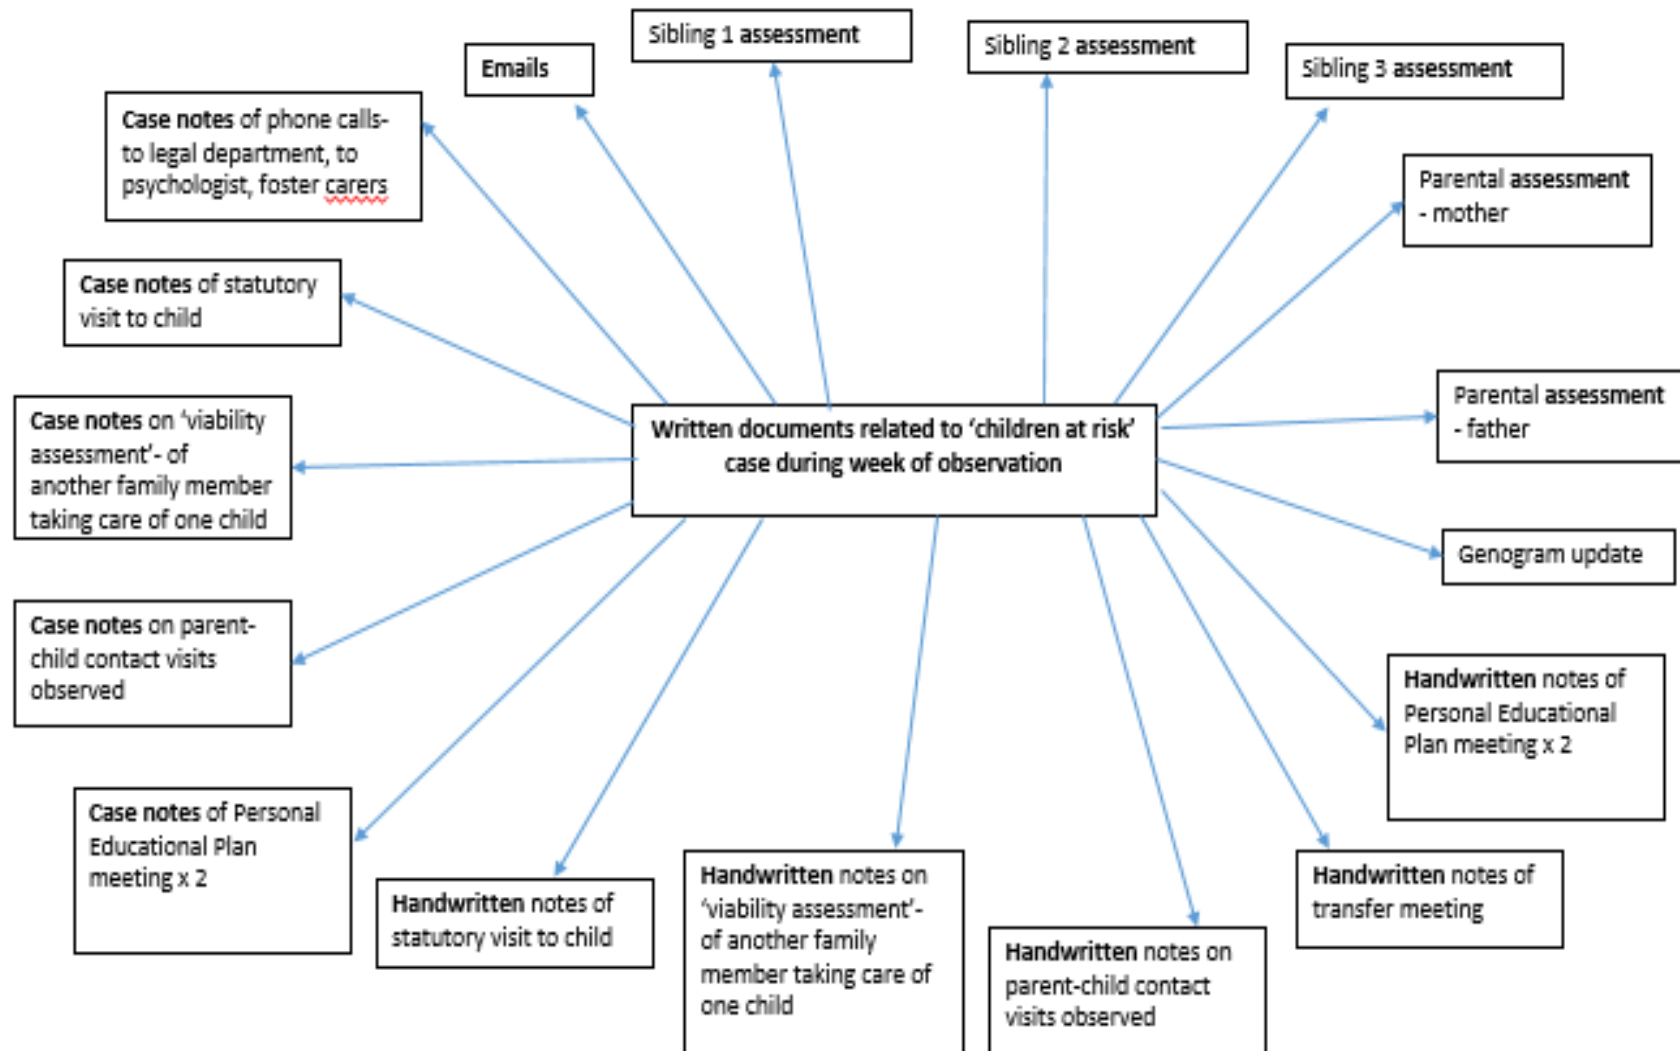 Sibling 1 assessment
Sibling 2 assessment
Emails
Sibling 3 assessment
Case notes of phone calls-
to legal department, to
psychologist, foster carers
Parental assessment
- mother
Case notes of statutory
visit to child
Parental assessment
- father
Case notes on ‘viability
assessment’- of
another family member
taking care of one child
Written documents related to ‘children at risk’
case during week of observation
Genogram update
Case notes on parent-
child contact visits
observed
Handwritten notes of
Personal Educational
Plan meeting x 2
Case notes of Personal
Educational Plan
meeting x 2
Handwritten notes of
statutory visit to child
Handwritten notes on
‘viability assessment’-
of another family
member taking care of
one child
Handwritten notes on
parent-child contact
visits observed
Handwritten notes of
transfer meeting